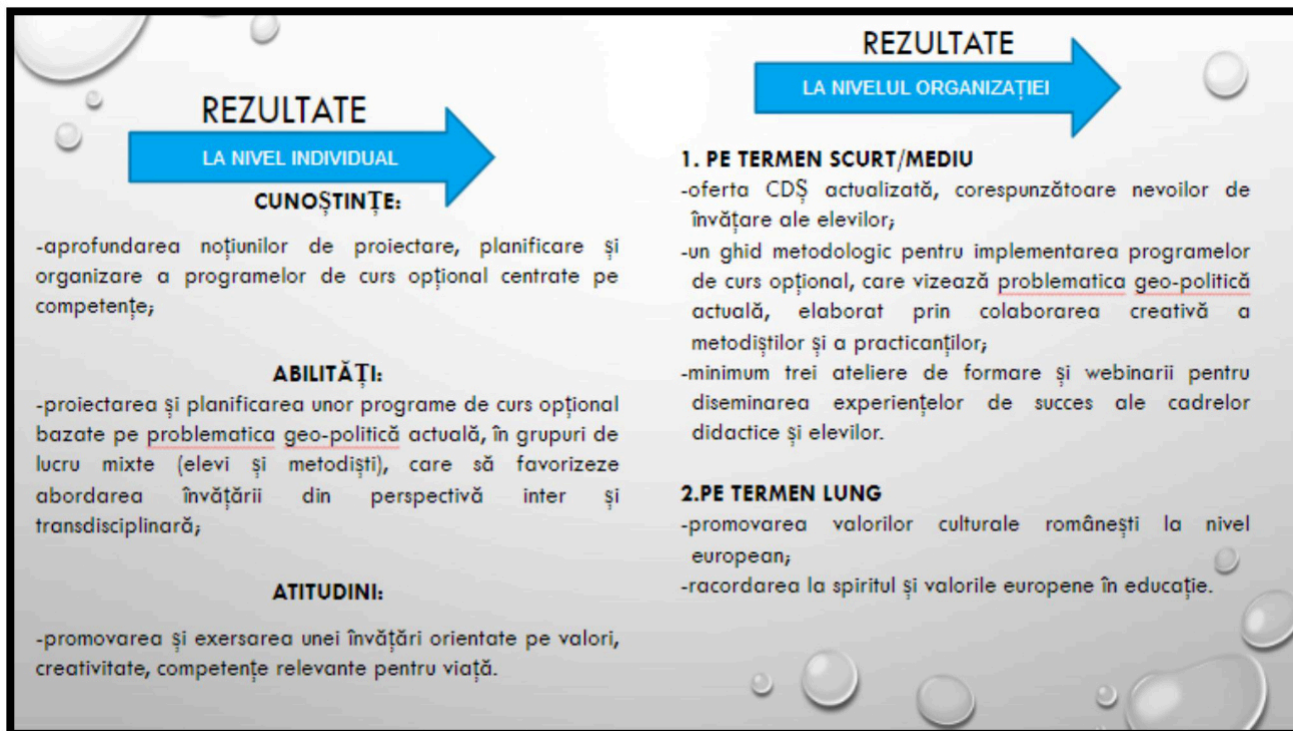 REZULTATE
LA NIVEL INDIVIDUAL
CUNOȘTINȚE:
-aprofundarea noțiunilor de proiectare, planificare și
organizare a programelor de curs opțional centrate pe
competențe;
ABILITĂȚI:
-proiectarea și planificarea unor programe de curs opțional
bazate pe problematica geo-politică actuală, în grupuri de
lucru mixte (elevi și metodiști), care să favorizeze
abordarea învățării din perspectivă inter și
transdisciplinară;
ATITUDINI:
-promovarea și exersarea unei învățări orientate pe valori,
creativitate, competențe relevante pentru viață.
REZULTATE
LA NIVELUL ORGANIZAȚIEI
1. PE TERMEN SCURT/MEDIU
-oferta CDȘ actualizată, corespunzătoare nevoilor de
învățare ale elevilor;
-un ghid metodologic pentru implementarea programelor
de curs opțional, care vizează problematica geo-politică
actuală, elaborat prin colaborarea creativă a
metodiștilor și a practicanților;
-minimum trei ateliere de formare și webinarii pentru
diseminarea experiențelor de succes ale cadrelor
didactice și elevilor.
2.PE TERMEN LUNG
-promovarea valorilor culturale românești la nivel
european;
-racordarea la spiritul și valorile europene în educație.